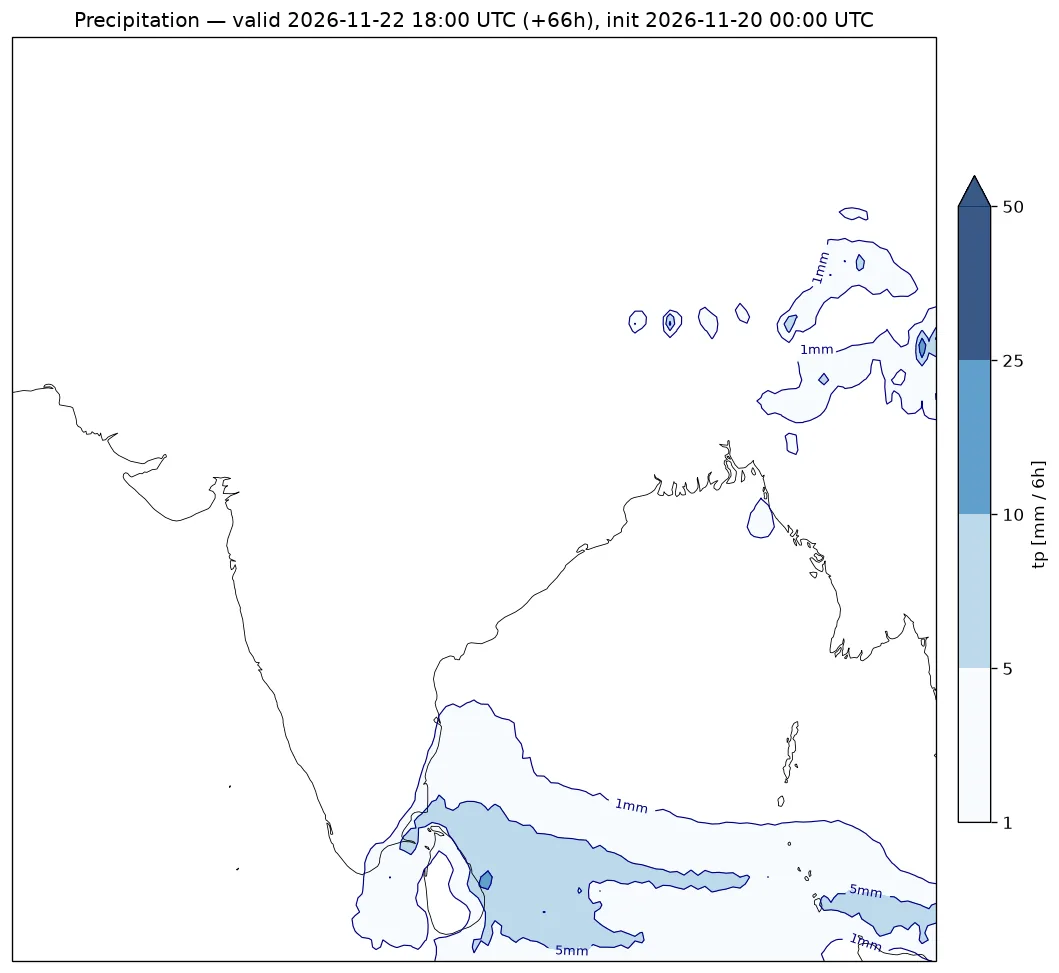 Precipitation — valid 2026-11-22 18:00 UTC (+66h), init 2026-11-20 00:00 UTC
50
1mm
1mm
25
tp [mm / 6h]
10
5
1mm
1
5mm
1mm
5mm